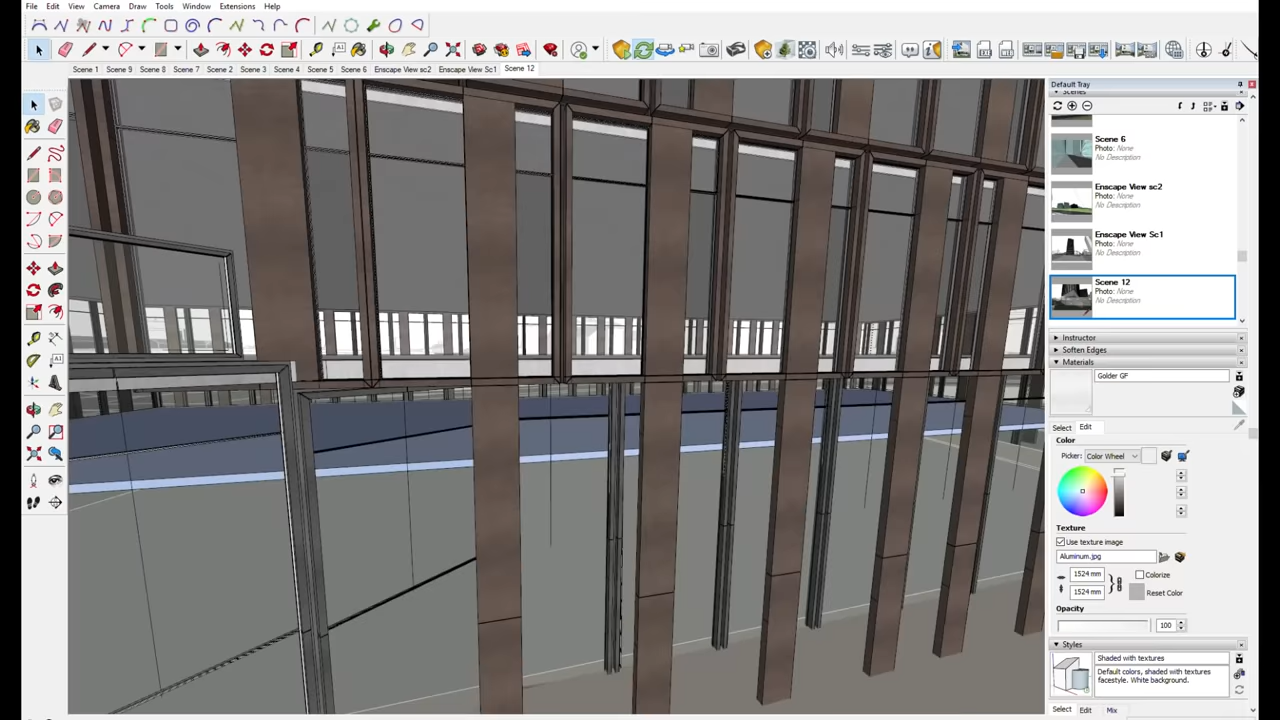 File Edit View Camera Draw Tools Window Extensions Help
Scene 1 Scene 9 Scene 8 Scene 7 Scene 2 Scene 3 Scene 4 Scene 5 Scene 6 Enscape View sc2 Enscape View Sc1 Scene 12
Default Tray
Scenes
Scene 6
Photo: None
No Description
Enscape View sc2
Photo: None
No Description
Enscape View Sc1
Photo: None
No Description
Scene 12
Photo: None
No Description
Instructor
Soften Edges
Materials
Golder GF
Select Edit
Color
Picker: Color Wheel
Texture
Use texture image
Aluminum.jpg
1524 mm Colorize
1524 mm Reset Color
Opacity
100
Styles
Shaded with textures
Default colors, shaded with textures
facestyle. White background.
Select Edit Mix